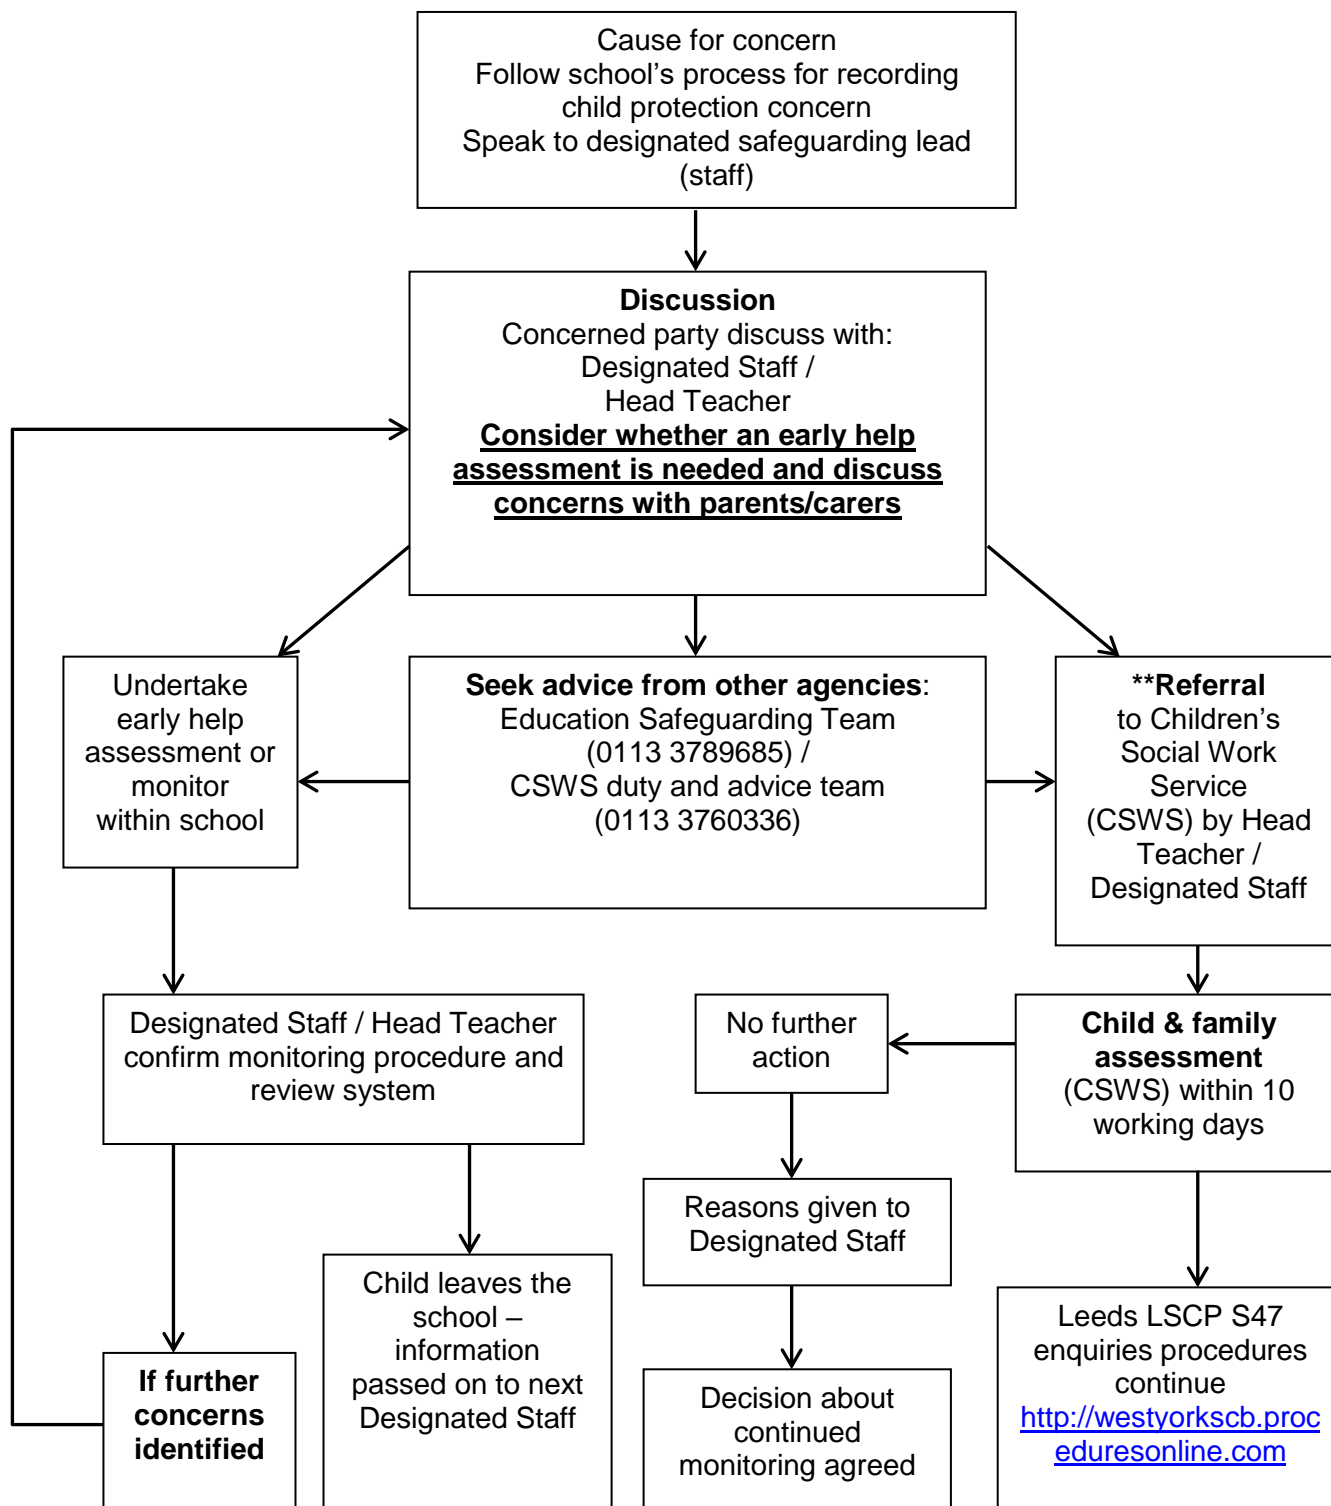 Cause for concern
Follow school's process for recording
child protection concern
Speak to designated safeguarding lead
(staff)
Discussion
Concerned party discuss with:
Designated Staff /
Head Teacher
Consider whether an early help
assessment is needed and discuss
concerns with parents/carers
Undertake
early help
assessment or
monitor
within school
Seek advice from other agencies:
Education Safeguarding Team
(0113 3789685) /
CSWS duty and advice team
(0113 3760336)
**Referral
to Children's
Social Work
Service
(CSWS) by Head
Teacher /
Designated Staff
Designated Staff / Head Teacher
confirm monitoring procedure and
review system
No further
action
Child & family
assessment
(CSWS) within 10
working days
Reasons given to
Designated Staff
Child leaves the
school –
information
passed on to next
Designated Staff
Leeds LSCP S47
enquiries procedures
continue
http://westyorkscb.proc
eduresonline.com
If further
concerns
identified
Decision about
continued
monitoring agreed